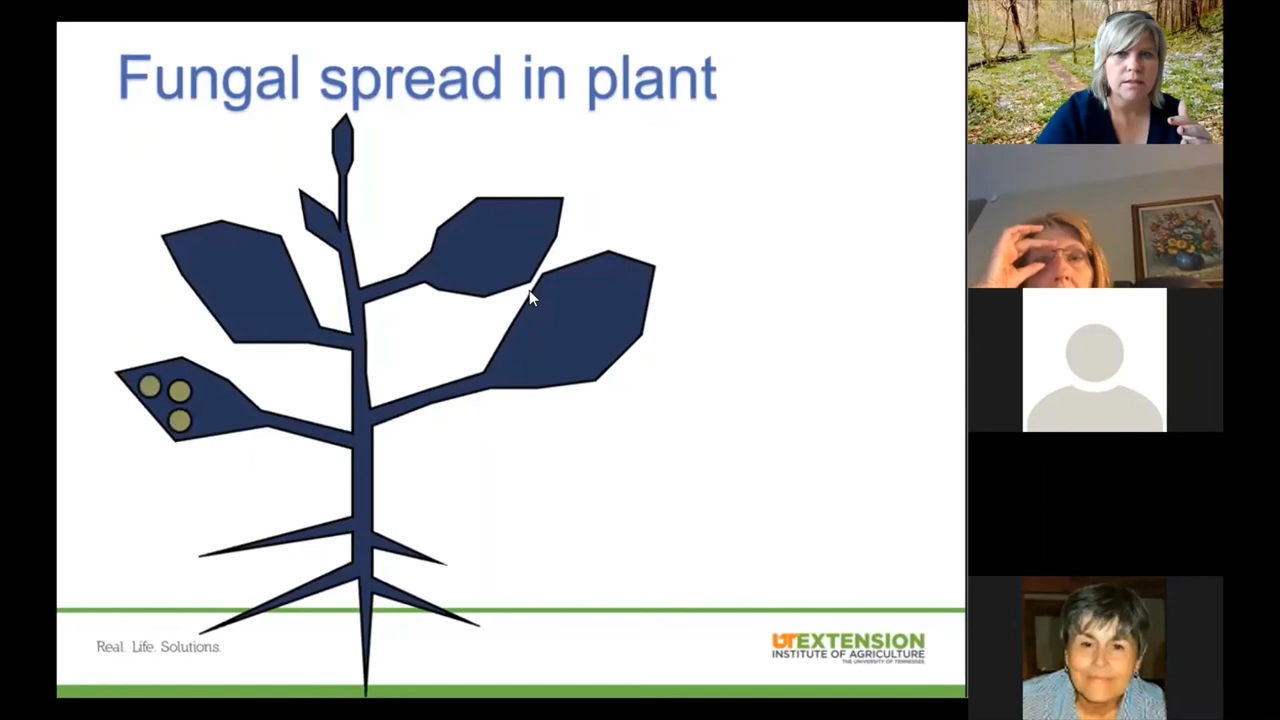 Fungal spread in plant
Real. Life. Solutions.
UTEXTENSION
INSTITUTE OF AGRICULTURE
THE UNIVERSITY OF TENNESSEE